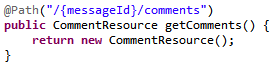 @Path("/{messageId}/comments")
public CommentResource getComments() {
    return new CommentResource();
}